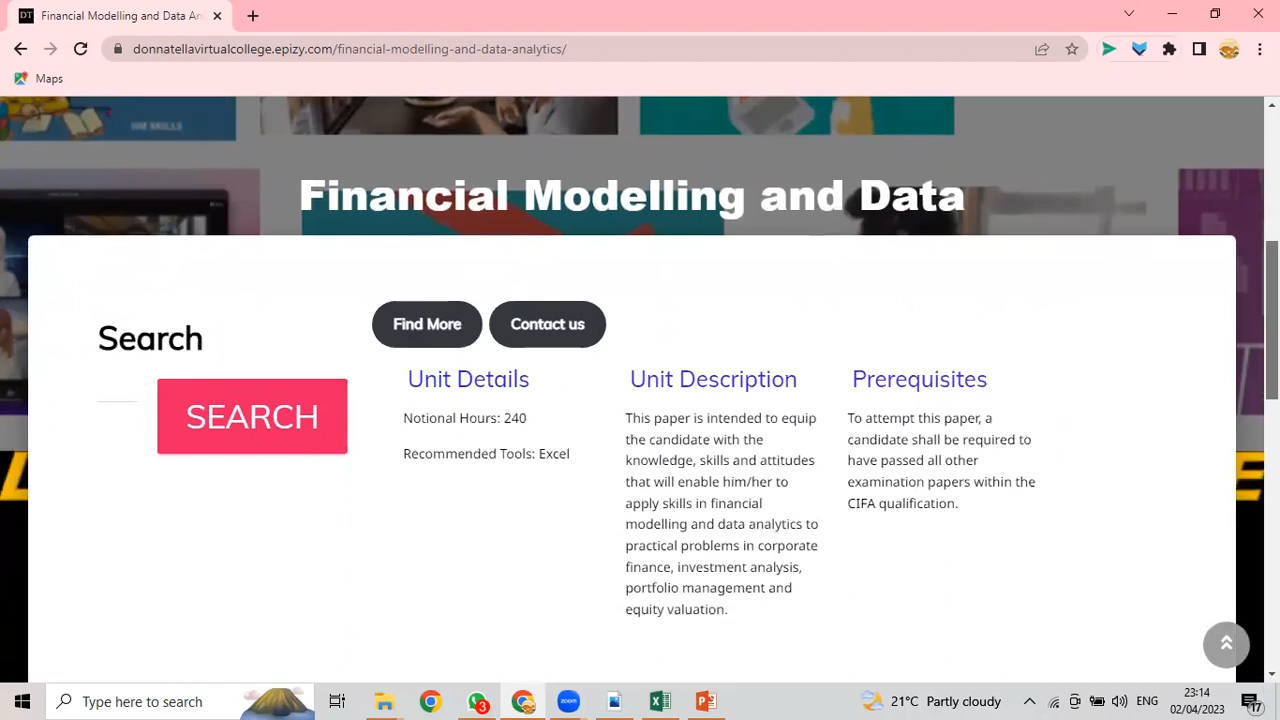 DT
Financial Modelling and Data An
donnatellavirtualcollege.epizy.com/financial-modelling-and-data-analytics/
Maps
Financial Modelling and Data
Find More
Contact us
Search
SEARCH
Unit Details
Notional Hours: 240
Recommended Tools: Excel
Unit Description
This paper is intended to equip
the candidate with the
knowledge, skills and attitudes
that will enable him/her to
apply skills in financial
modelling and data analytics to
practical problems in corporate
finance, investment analysis,
portfolio management and
equity valuation.
Prerequisites
To attempt this paper, a
candidate shall be required to
have passed all other
examination papers within the
CIFA qualification.
Type here to search
3
zoom
21°C Partly cloudy
ENG
23:14
02/04/2023
17